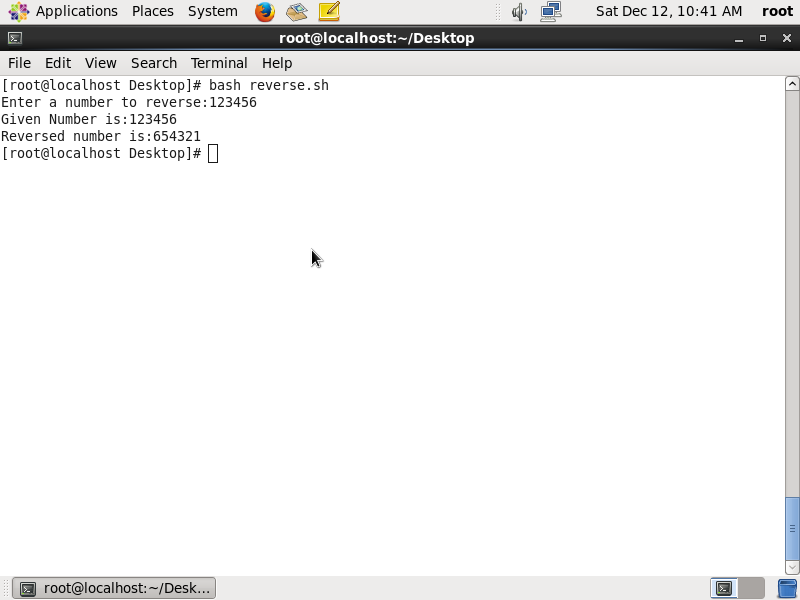 Applications Places System Sat Dec 12, 10:41 AM root
root@localhost:~/Desktop
File Edit View Search Terminal Help
[root@localhost Desktop]# bash reverse.sh
Enter a number to reverse:123456
Given Number is:123456
Reversed number is:654321
[root@localhost Desktop]#
root@localhost:~/Desk...